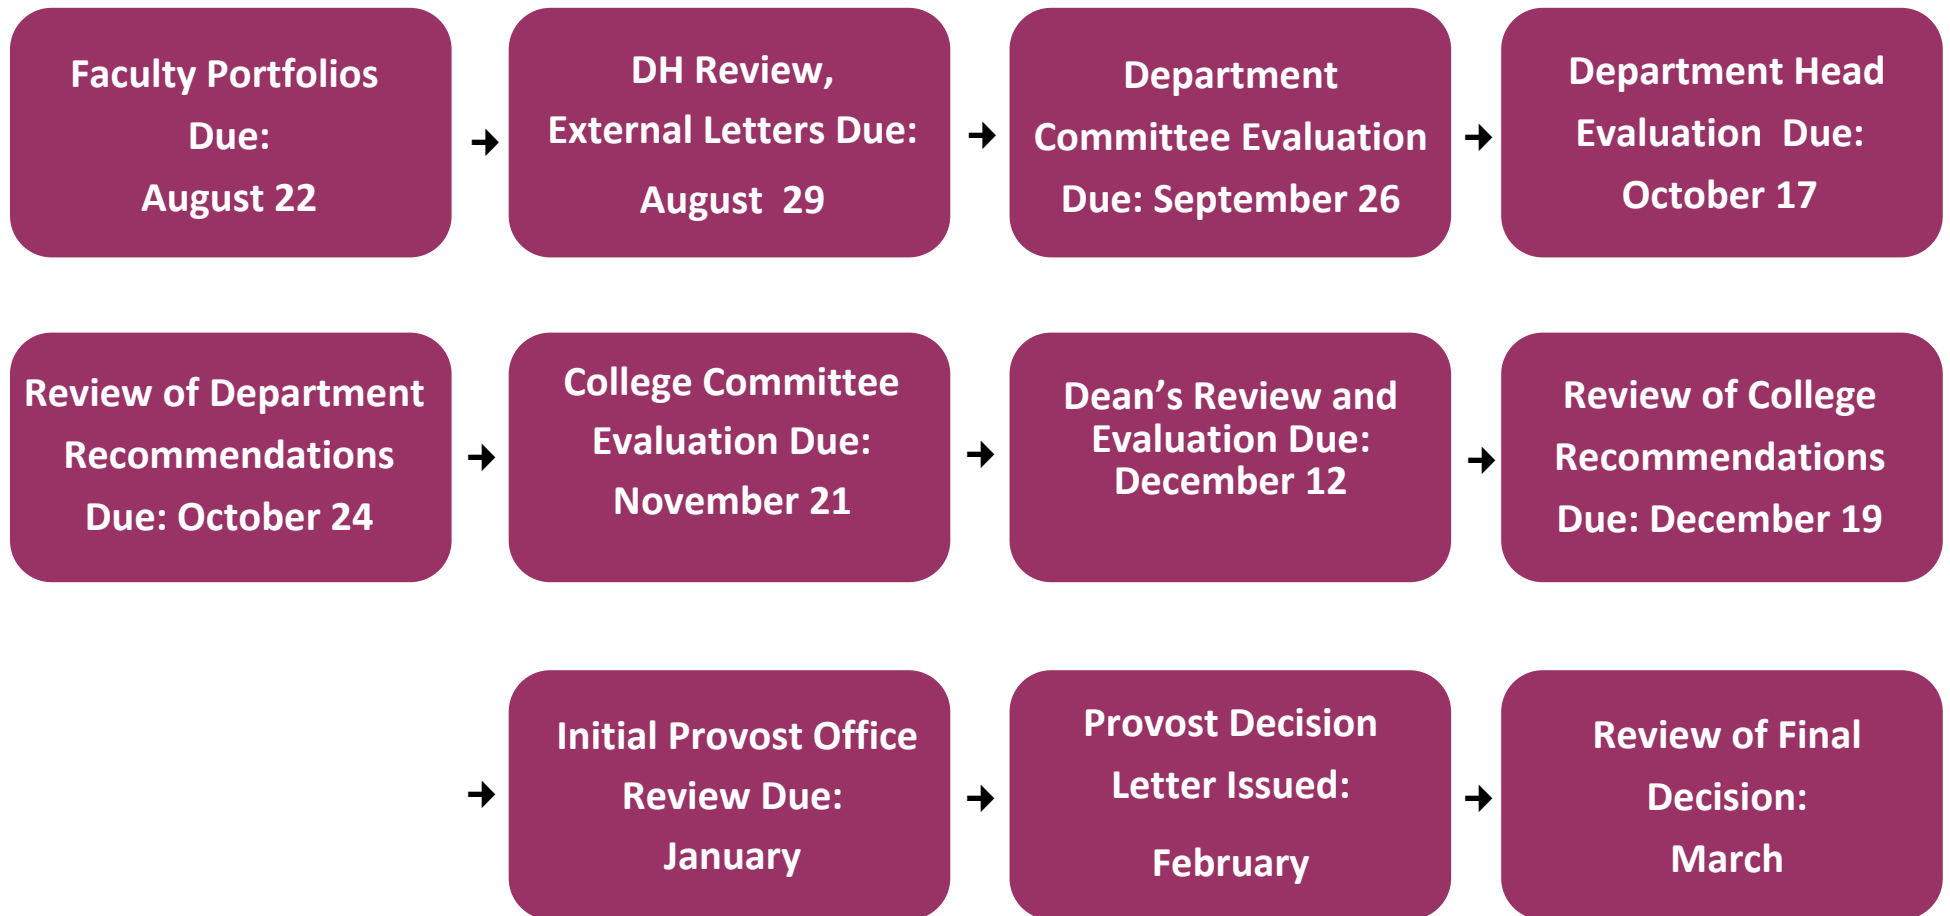 Faculty Portfolios
Due:
August 22
DH Review,
External Letters Due:
August  29
Department
Committee Evaluation
Due: September 26
Department Head
Evaluation  Due:
October 17
Review of Department
Recommendations
Due: October 24
College Committee
Evaluation Due:
November 21
Dean’s Review and
Evaluation Due:
December 12
Review of College
Recommendations
Due: December 19
Initial Provost Office
Review Due:
January
Provost Decision
Letter Issued:
February
Review of Final
Decision:
March